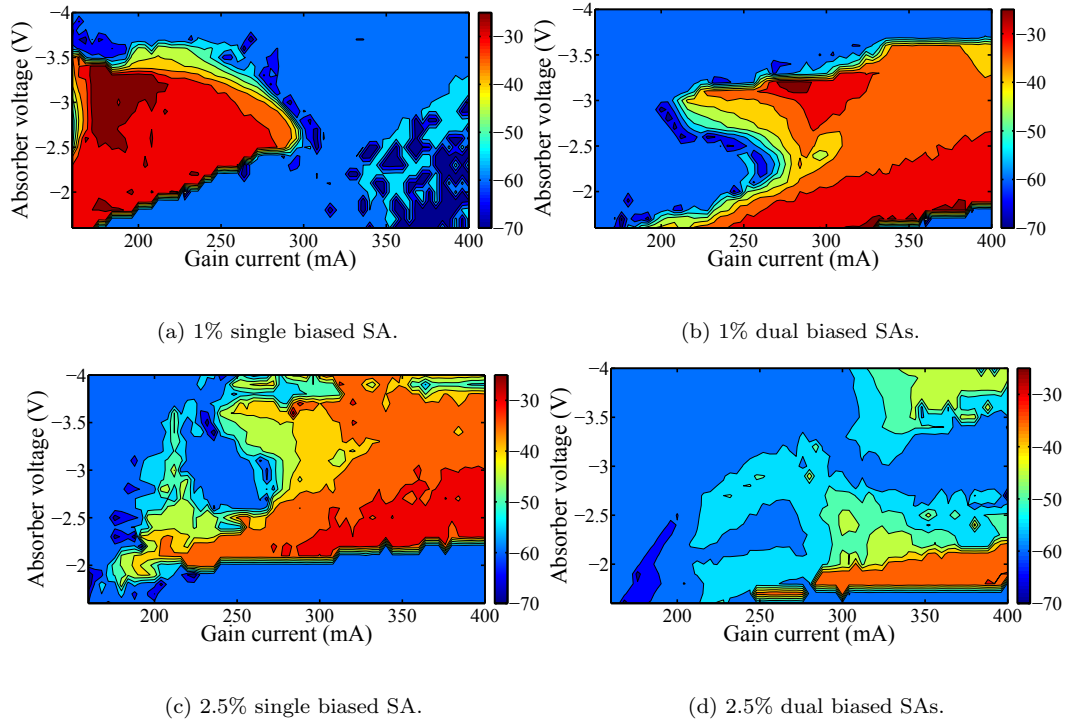 −4
−3.5
−3
−2.5
−2
Absorber voltage (V)
200 250 300 350 400
Gain current (mA)
−30
−40
−50
−60
−70
(a) 1% single biased SA.
−4
−3.5
−3
−2.5
−2
Absorber voltage (V)
200 250 300 350 400
Gain current (mA)
−30
−40
−50
−60
−70
(b) 1% dual biased SAs.
−4
−3.5
−3
−2.5
−2
Absorber voltage (V)
200 250 300 350 400
Gain current (mA)
−30
−40
−50
−60
−70
(c) 2.5% single biased SA.
−4
−3.5
−3
−2.5
−2
Absorber voltage (V)
200 250 300 350 400
Gain current (mA)
−30
−40
−50
−60
−70
(d) 2.5% dual biased SAs.